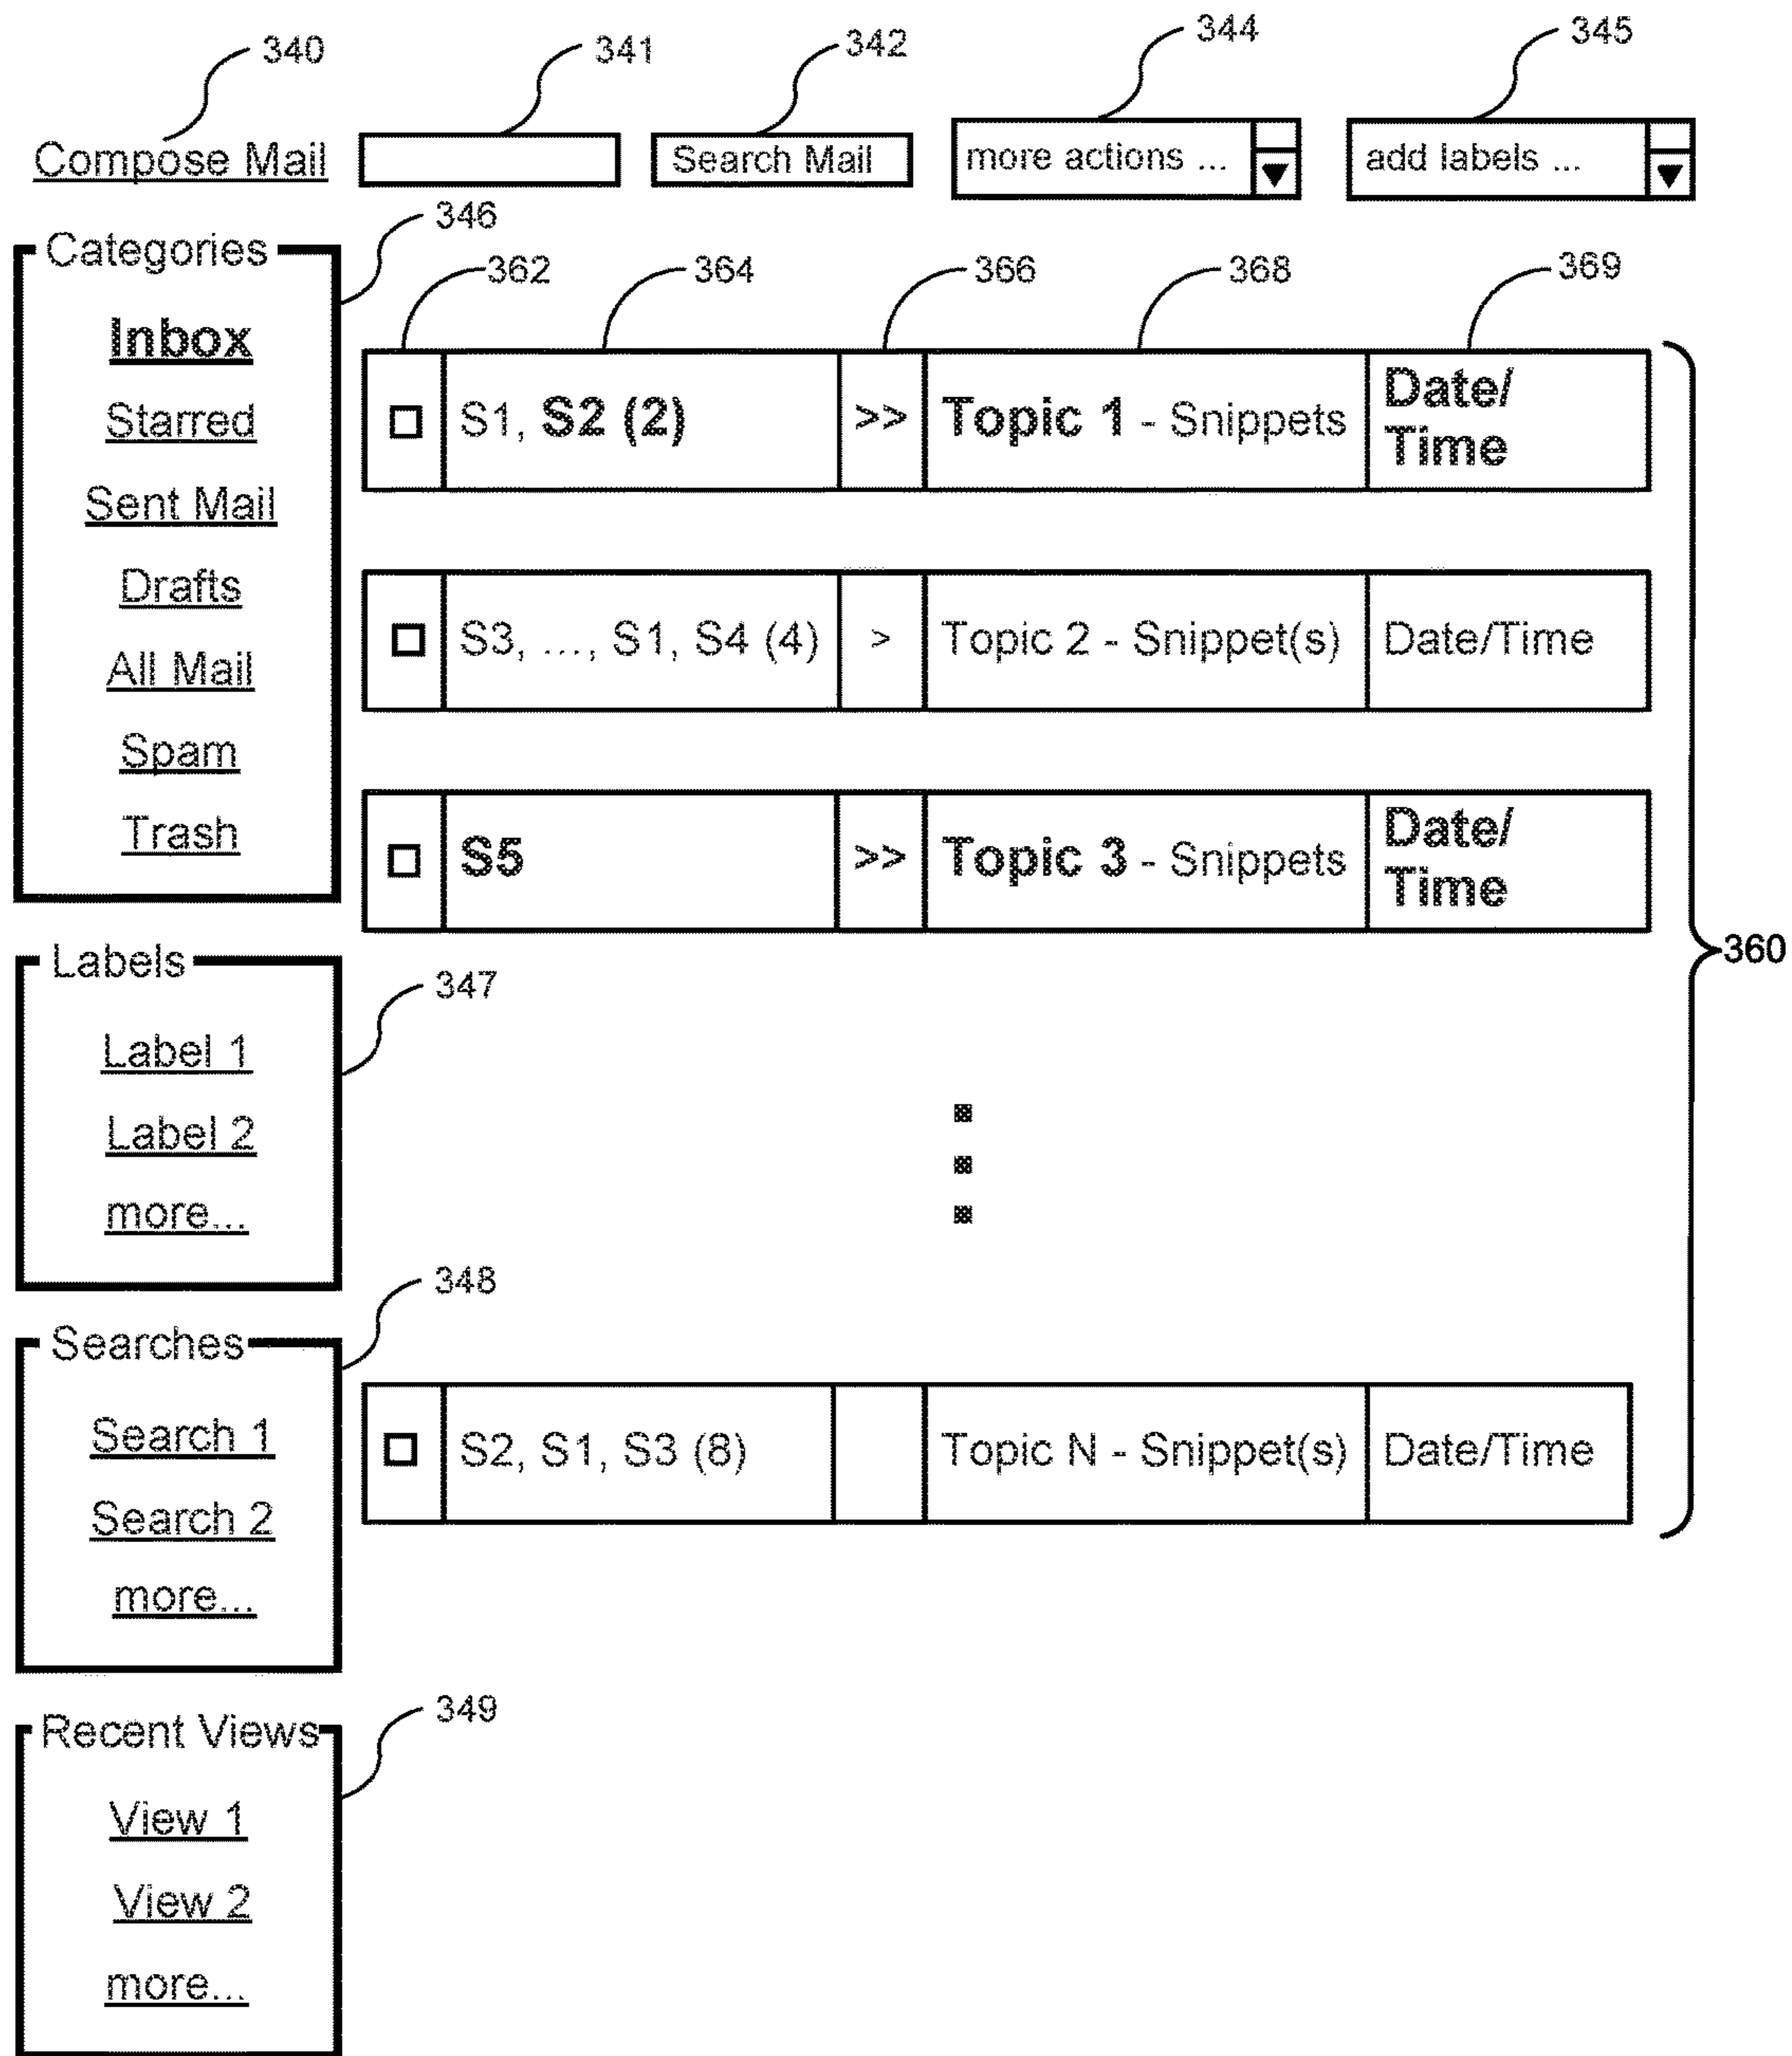 340 341 342 344 345
Compose Mail Search Mail more actions ... add labels ...
346
Categories
Inbox
Starred
Sent Mail
Drafts
All Mail
Spam
Trash
362 364 366 368 369
S1, S2 (2) >> Topic 1 - Snippets Date/
Time
S3, ..., S1, S4 (4) > Topic 2 - Snippet(s) Date/Time
S5 >> Topic 3 - Snippets Date/
Time
360
Labels
347
Label 1
Label 2
more...
348
Searches
Search 1
Search 2
more...
S2, S1, S3 (8) Topic N - Snippet(s) Date/Time
349
Recent Views
View 1
View 2
more...